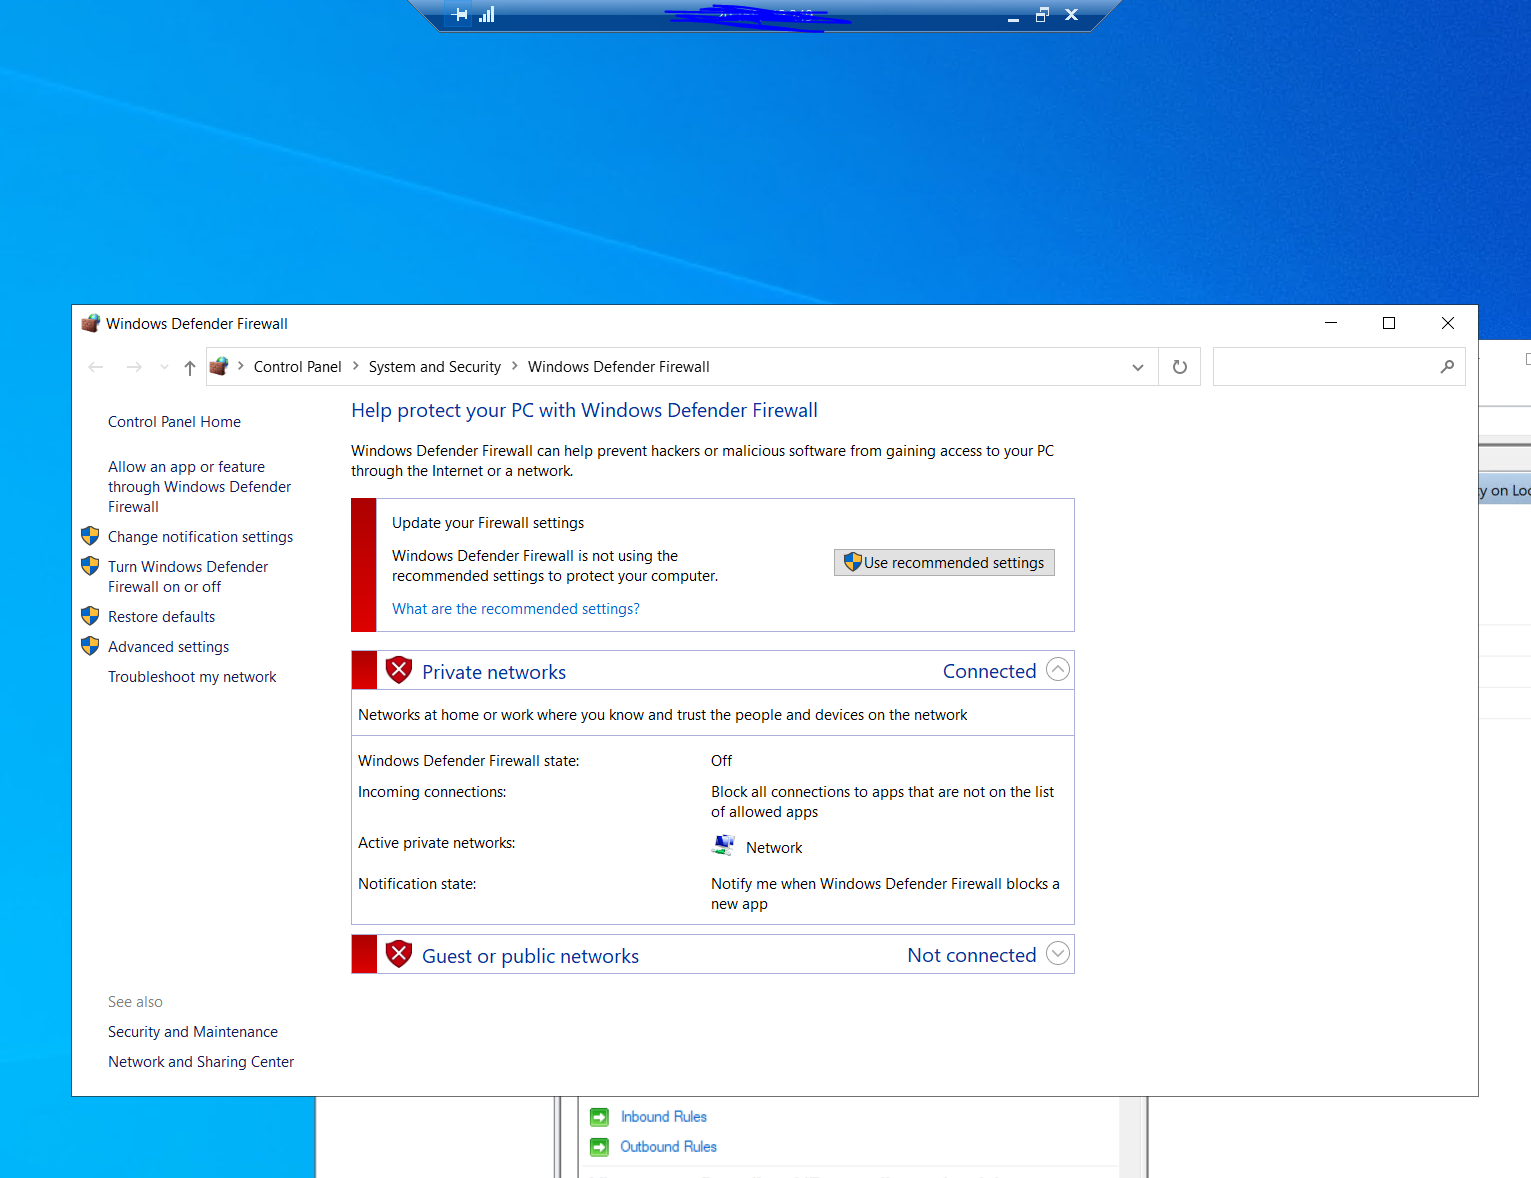 Windows Defender Firewall
Control Panel > System and Security > Windows Defender Firewall
Control Panel Home
Allow an app or feature
through Windows Defender
Firewall
Change notification settings
Turn Windows Defender
Firewall on or off
Restore defaults
Advanced settings
Troubleshoot my network
See also
Security and Maintenance
Network and Sharing Center
Help protect your PC with Windows Defender Firewall
Windows Defender Firewall can help prevent hackers or malicious software from gaining access to your PC
through the Internet or a network.
Update your Firewall settings
Windows Defender Firewall is not using the
recommended settings to protect your computer.
Use recommended settings
What are the recommended settings?
Private networks Connected
Networks at home or work where you know and trust the people and devices on the network
Windows Defender Firewall state: Off
Incoming connections: Block all connections to apps that are not on the list
of allowed apps
Active private networks: Network
Notification state: Notify me when Windows Defender Firewall blocks a
new app
Guest or public networks Not connected
on
Inbound Rules
Outbound Rules